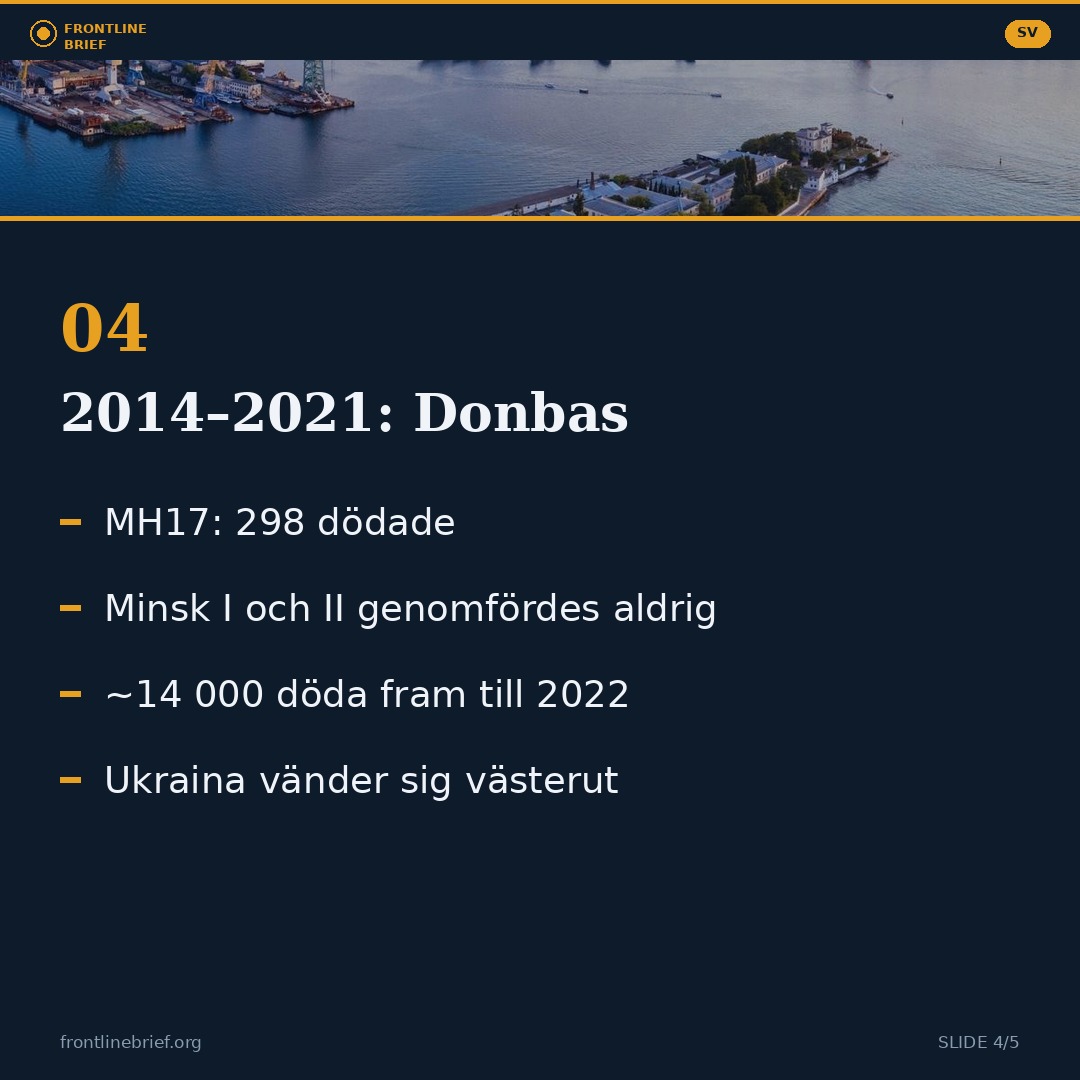 FRONTLINE
BRIEF
SV
04
2014–2021: Donbas
– MH17: 298 dödade
– Minsk I och II genomfördes aldrig
– ~14 000 döda fram till 2022
– Ukraina vänder sig västerut
frontlinebrief.org
SLIDE 4/5